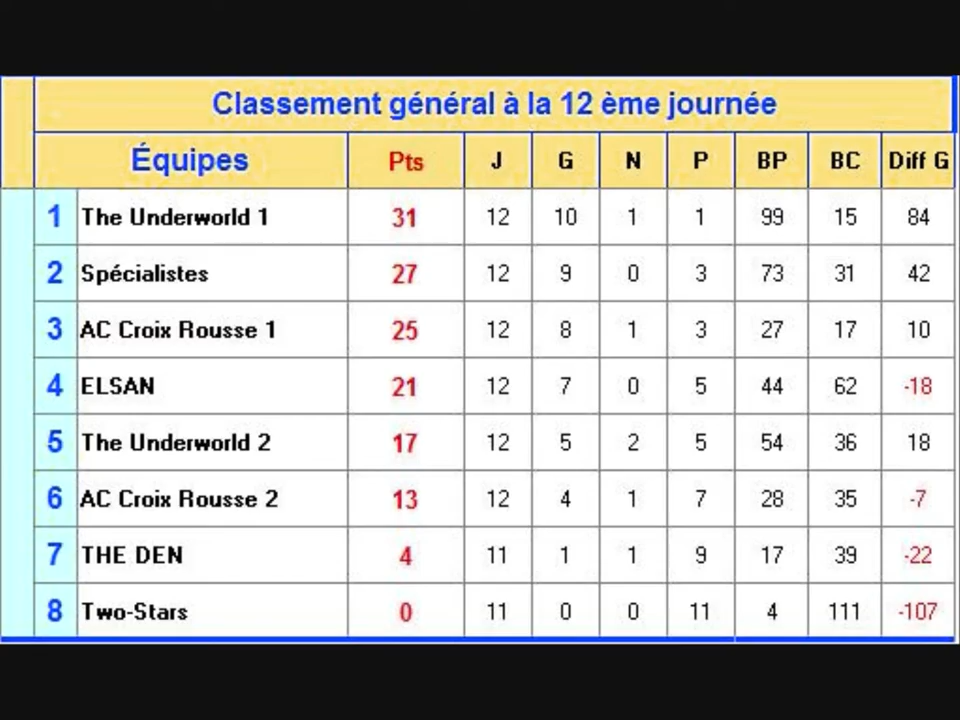 Classement général à la 12 ème journée
Équipes Pts J G N P BP BC Diff G
1 The Underworld 1 31 12 10 1 1 99 15 84
2 Spécialistes 27 12 9 0 3 73 31 42
3 AC Croix Rousse 1 25 12 8 1 3 27 17 10
4 ELSAN 21 12 7 0 5 44 62 -18
5 The Underworld 2 17 12 5 2 5 54 36 18
6 AC Croix Rousse 2 13 12 4 1 7 28 35 -7
7 THE DEN 4 11 1 1 9 17 39 -22
8 Two-Stars 0 11 0 0 11 4 111 -107